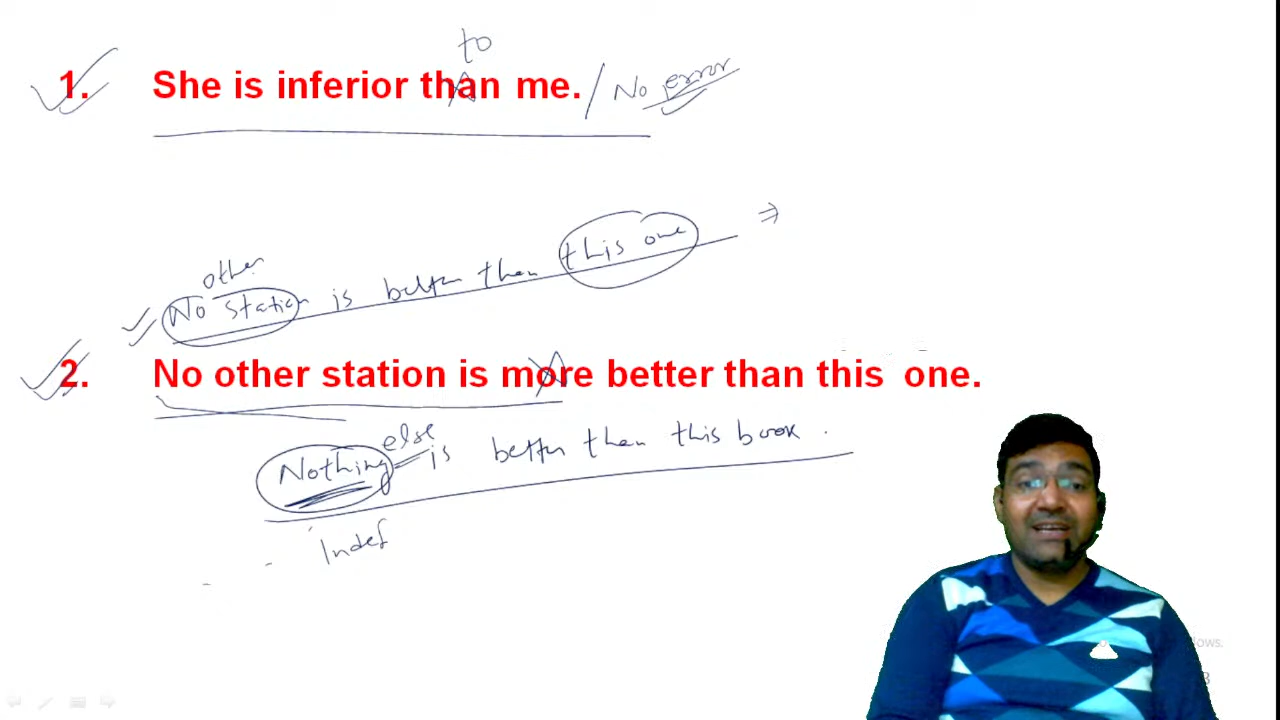 to
1. She is inferior than me. / No error
other
No station is better than this one ⇒
2. No other station is more better than this one.
else
Nothing is better than this book.
Indef